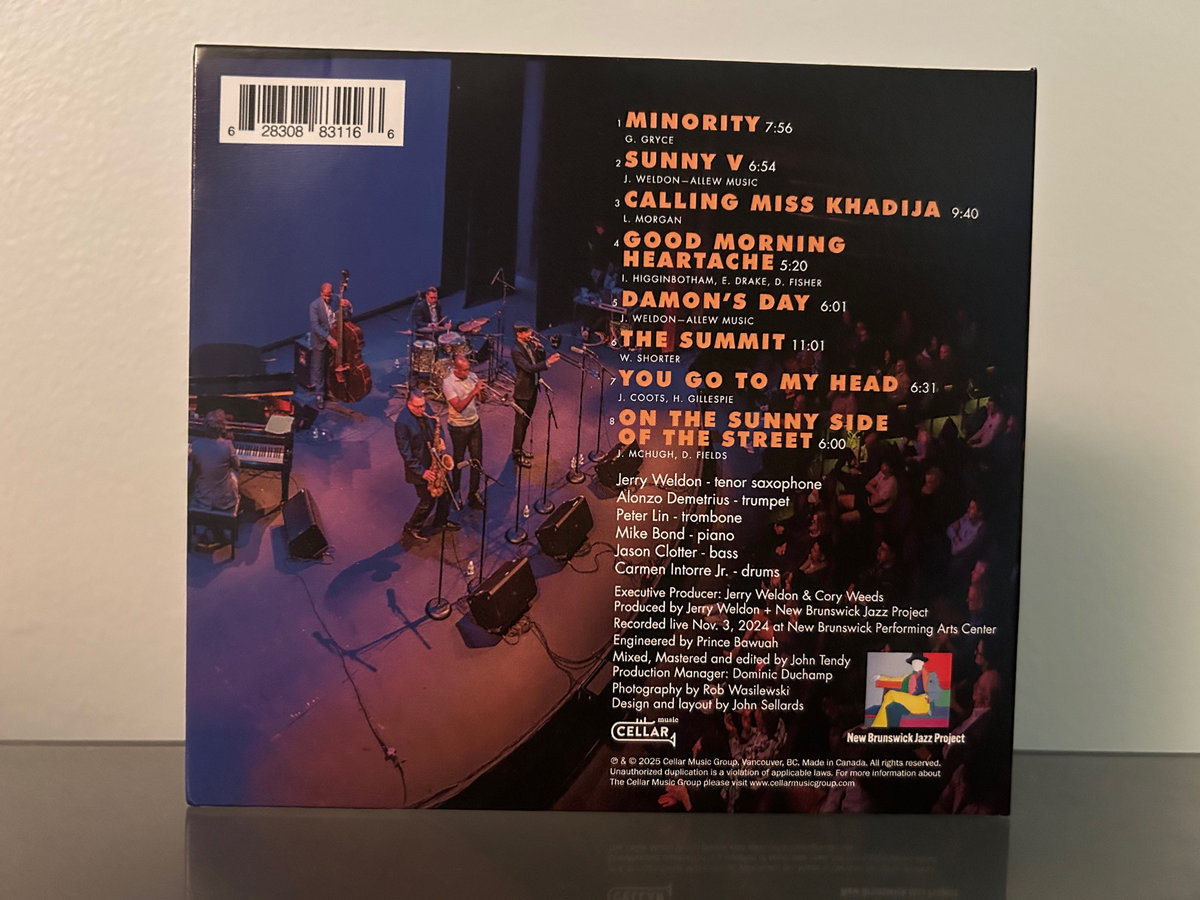 6 28308 83116 6
1 MINORITY 7:56
G. GRYCE
2 SUNNY V 6:54
J. WELDON—ALLEW MUSIC
3 CALLING MISS KHADIJA 9:40
L. MORGAN
4 GOOD MORNING
HEARTACHE 5:20
I. HIGGINBOTHAM, E. DRAKE, D. FISHER
5 DAMON'S DAY 6:01
J. WELDON—ALLEW MUSIC
6 THE SUMMIT 11:01
W. SHORTER
7 YOU GO TO MY HEAD 6:31
J. COOTS, H. GILLESPIE
8 ON THE SUNNY SIDE
OF THE STREET 6:00
J. MCHUGH, D. FIELDS
Jerry Weldon - tenor saxophone
Alonzo Demetrius - trumpet
Peter Lin - trombone
Mike Bond - piano
Jason Clotter - bass
Carmen Intorre Jr. - drums
Executive Producer: Jerry Weldon & Cory Weeds
Produced by Jerry Weldon + New Brunswick Jazz Project
Recorded live Nov. 3, 2024 at New Brunswick Performing Arts Center
Engineered by Prince Bawuah
Mixed, Mastered and edited by John Tendy
Production Manager: Dominic Duchamp
Photography by Rob Wasilewski
Design and layout by John Sellards
CELLAR music
New Brunswick Jazz Project
℗ & © 2025 Cellar Music Group, Vancouver, BC. Made in Canada. All rights reserved.
Unauthorized duplication is a violation of applicable laws. For more information about
The Cellar Music Group please visit www.cellarmusicgroup.com